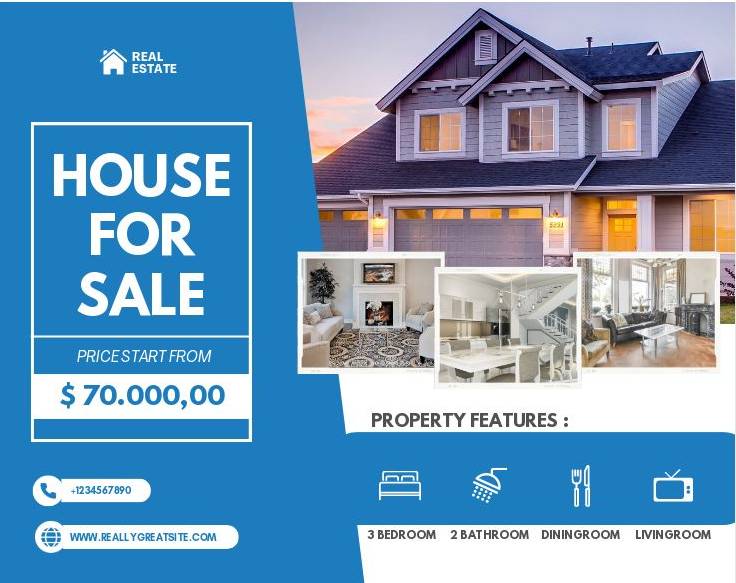 REAL
ESTATE
HOUSE
FOR
SALE
PRICE START FROM
$ 70.000,00
+1234567890
WWW.REALLYGREATSITE.COM
PROPERTY FEATURES :
3 BEDROOM 2 BATHROOM DININGROOM LIVINGROOM